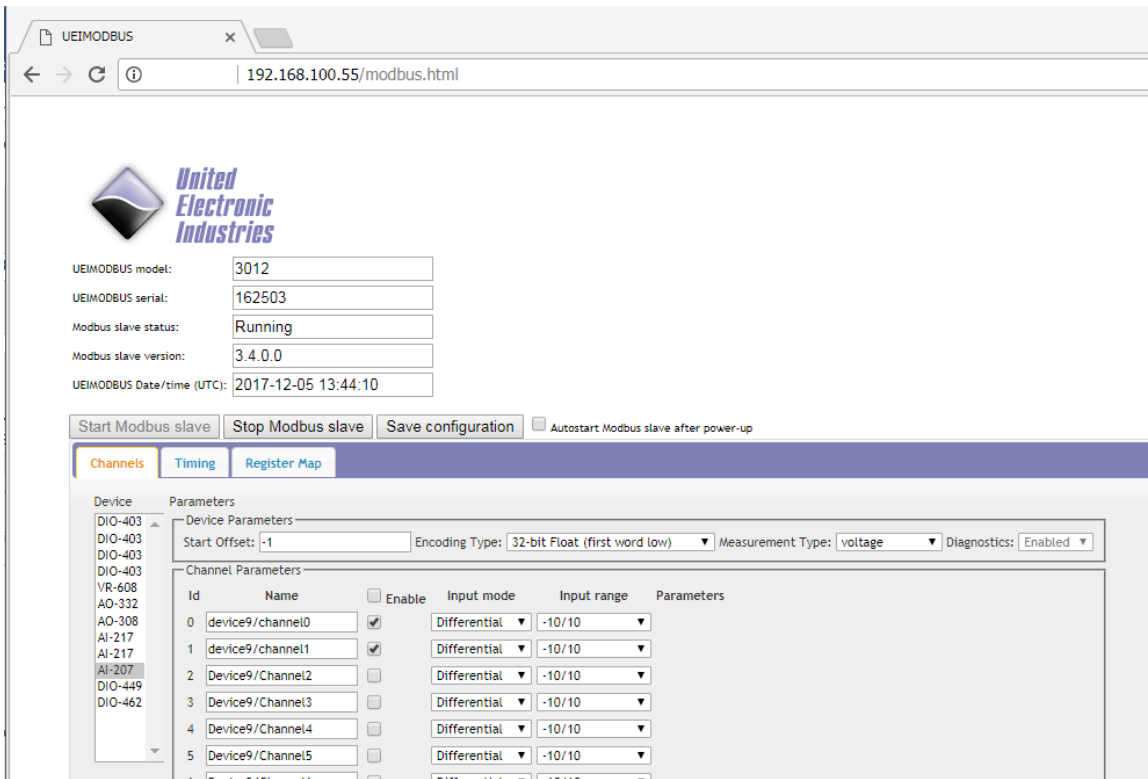 UEIMODBUS
192.168.100.55/modbus.html
United
Electronic
Industries
UEIMODBUS model: 3012
UEIMODBUS serial: 162503
Modbus slave status: Running
Modbus slave version: 3.4.0.0
UEIMODBUS Date/time (UTC): 2017-12-05 13:44:10
Start Modbus slave Stop Modbus slave Save configuration Autostart Modbus slave after power-up
Channels Timing Register Map
Device Parameters
DIO-403
DIO-403
DIO-403
DIO-403
VR-608
AO-332
AO-308
AI-217
AI-217
AI-207
DIO-449
DIO-462
Device Parameters
Start Offset: -1 Encoding Type: 32-bit Float (first word low) Measurement Type: voltage Diagnostics: Enabled
Channel Parameters
Id Name Enable Input mode Input range Parameters
0 device9/channel0 Differential -10/10
1 device9/channel1 Differential -10/10
2 Device9/Channel2 Differential -10/10
3 Device9/Channel3 Differential -10/10
4 Device9/Channel4 Differential -10/10
5 Device9/Channel5 Differential -10/10